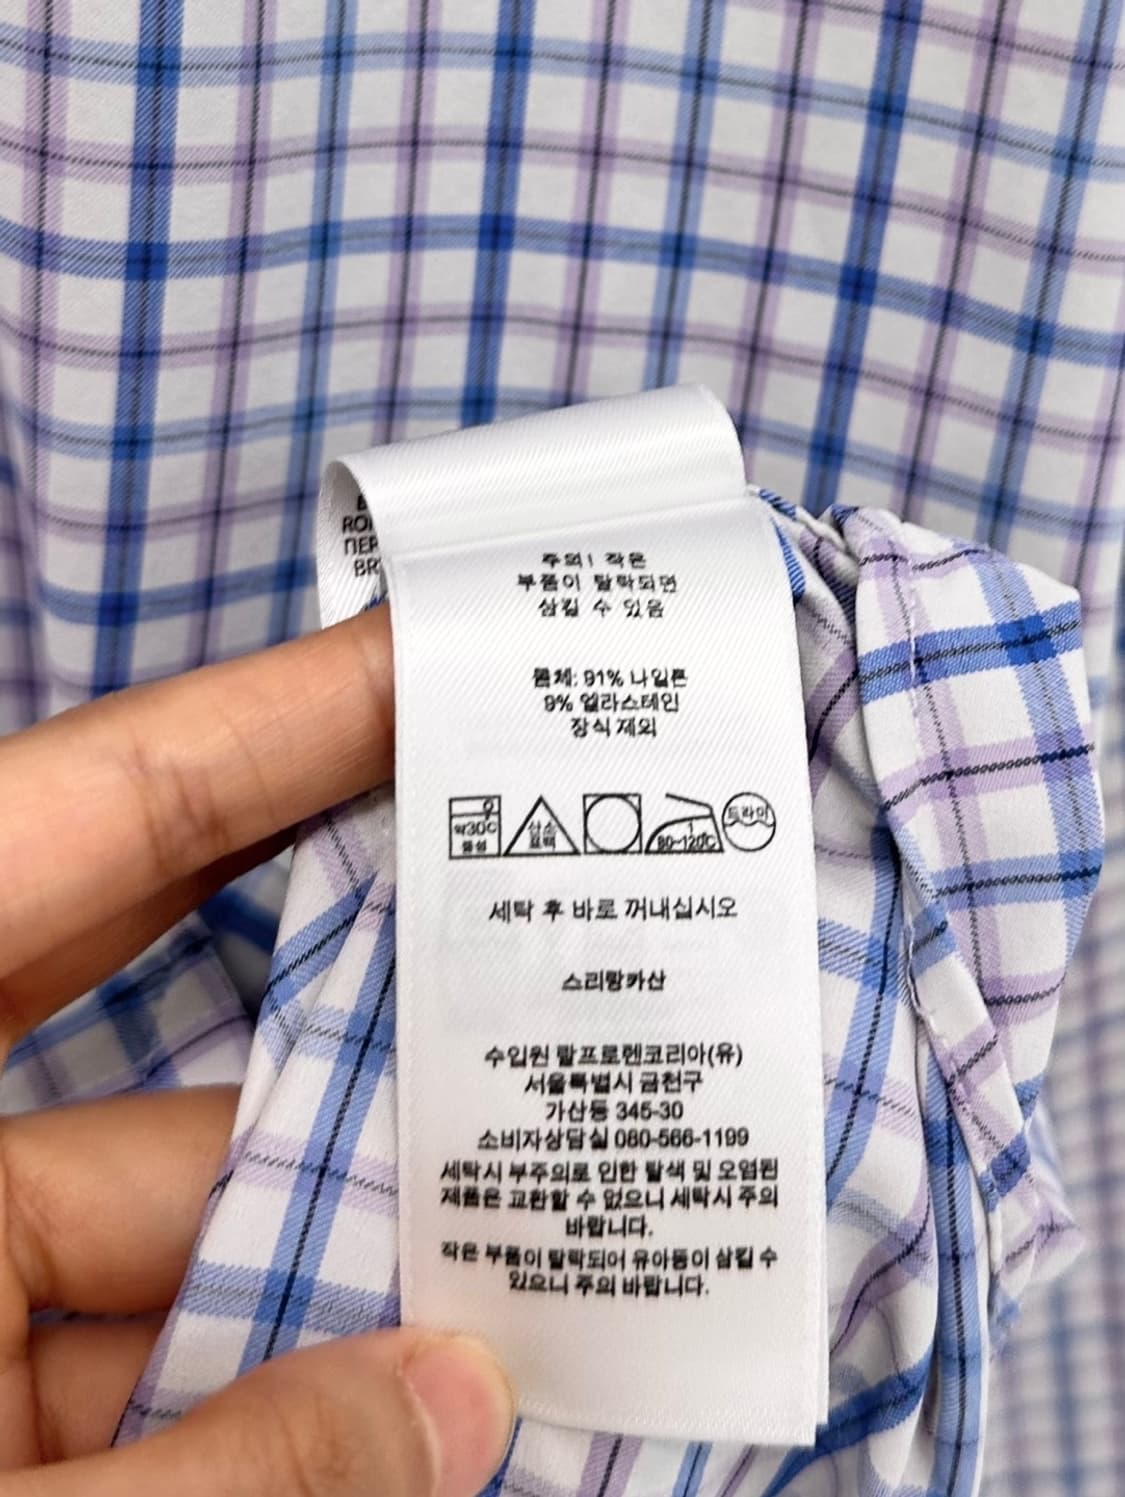 ROI
ПЕР
BR
주의! 작은
부품이 탈락되면
삼킬 수 있음
몸체: 91% 나일론
9% 엘라스테인
장식 제외
약30℃
중성
산소
표백
1
80~120℃
드라이
세탁 후 바로 꺼내십시오
스리랑카산
수입원 랄프로렌코리아(유)
서울특별시 금천구
가산동 345-30
소비자상담실 080-566-1199
세탁시 부주의로 인한 탈색 및 오염된
제품은 교환할 수 없으니 세탁시 주의
바랍니다.
작은 부품이 탈락되어 유아동이 삼킬 수
있으니 주의 바랍니다.